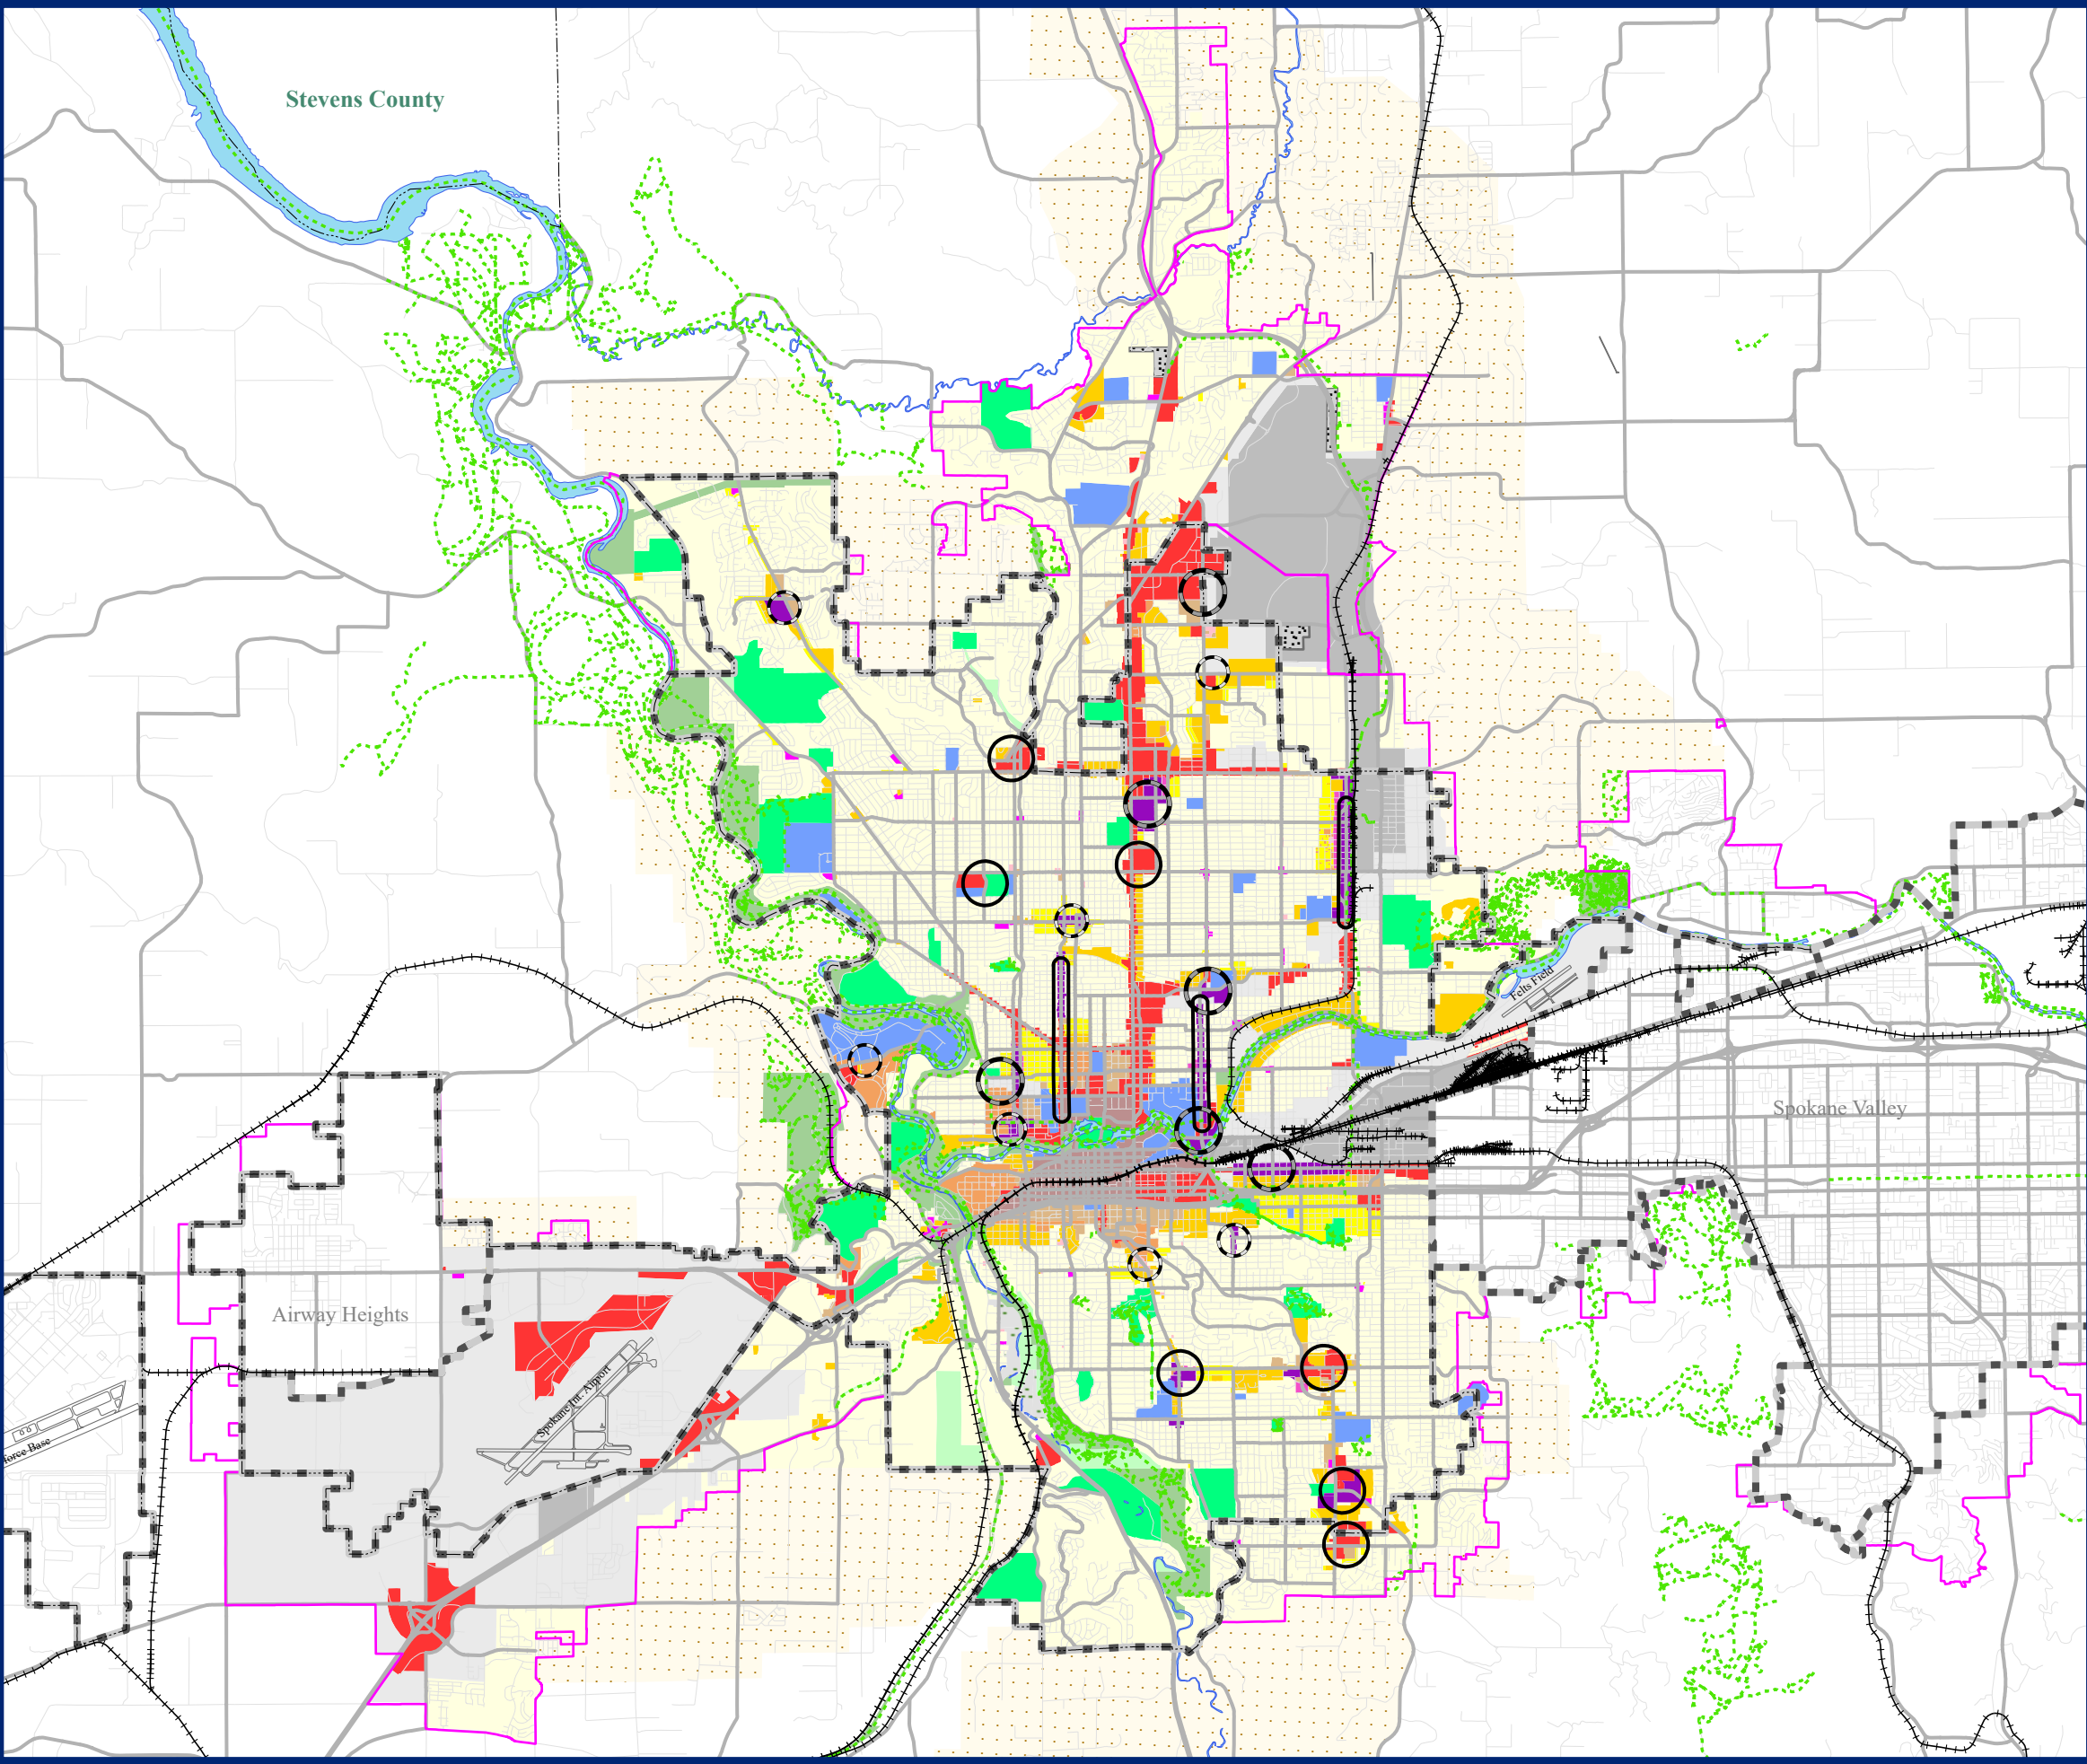 Stevens County
Felts Field
Spokane Valley
Airway Heights
Spokane Int. Airport
Force Base